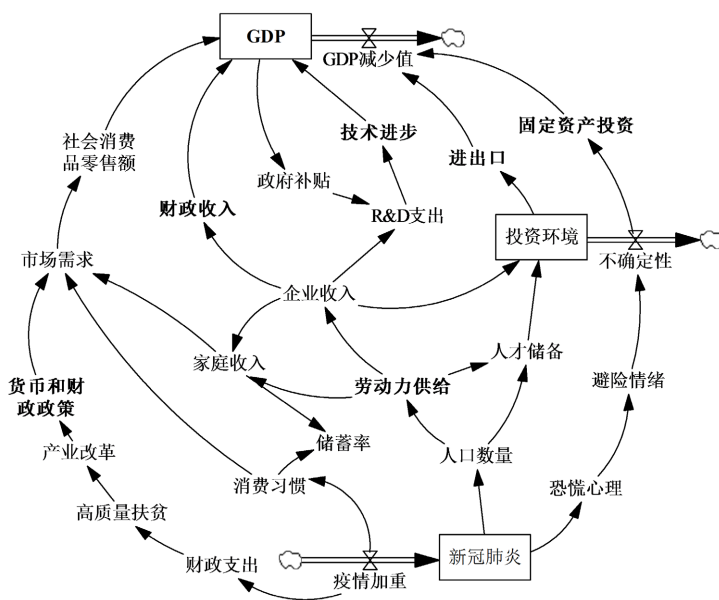 GDP
GDP减少值
社会消费
品零售额
技术进步
固定资产投资
进出口
政府补贴
财政收入
R&D支出
投资环境
市场需求
不确定性
企业收入
人才储备
家庭收入
货币和财
政政策
劳动力供给
避险情绪
储蓄率
产业改革
人口数量
消费习惯
恐慌心理
高质量扶贫
财政支出
新冠肺炎
疫情加重